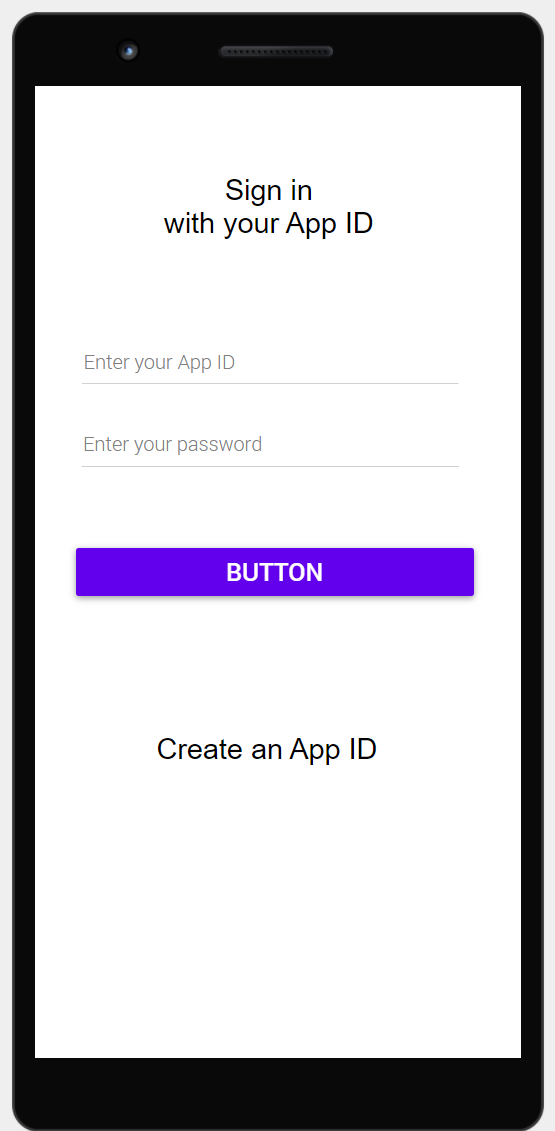 Sign in
with your App ID
Enter your App ID
Enter your password
BUTTON
Create an App ID